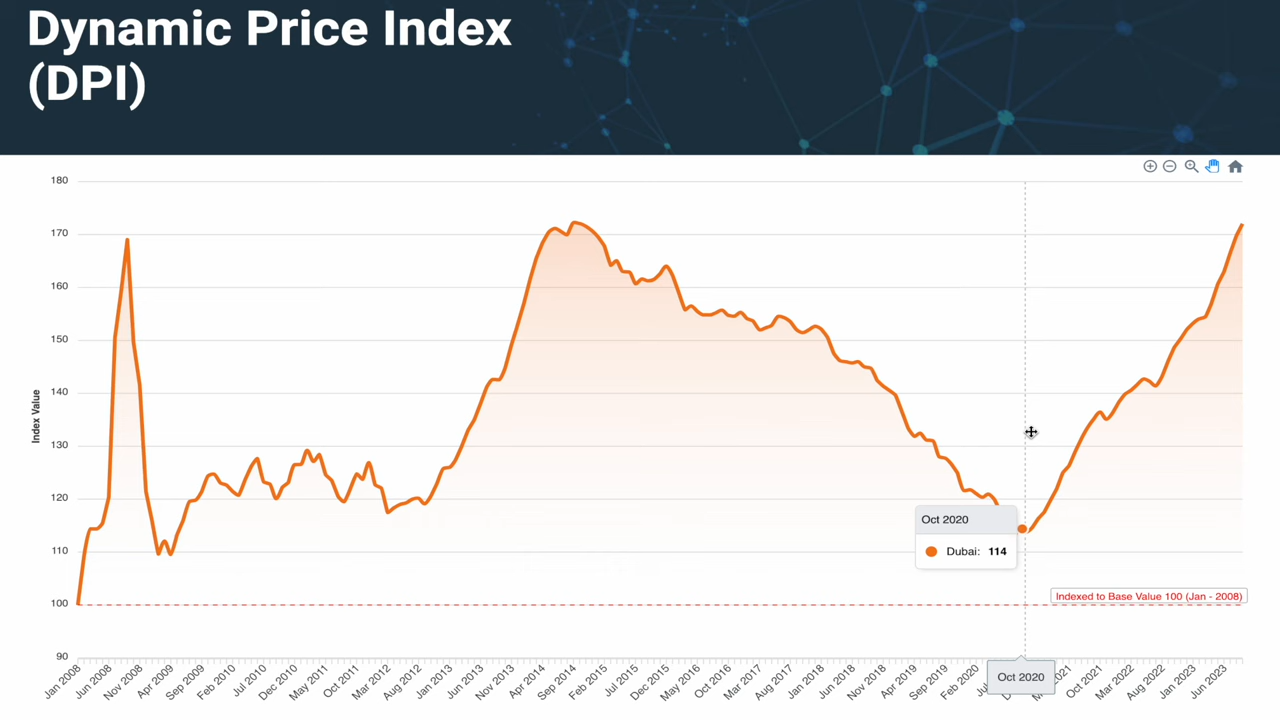 Dynamic Price Index
(DPI)
180
170
160
150
140
130
120
110
100
90
Index Value
Oct 2020
Dubai: 114
Indexed to Base Value 100 (Jan - 2008)
Jan 2008
Jun 2008
Nov 2008
Apr 2009
Sep 2009
Feb 2010
Jul 2010
Dec 2010
May 2011
Oct 2011
Mar 2012
Aug 2012
Jan 2013
Jun 2013
Nov 2013
Apr 2014
Sep 2014
Feb 2015
Jul 2015
Dec 2015
May 2016
Oct 2016
Mar 2017
Aug 2017
Jan 2018
Jun 2018
Nov 2018
Apr 2019
Sep 2019
Feb 2020
Oct 2020
Oct 2021
Mar 2022
Aug 2022
Jan 2023
Jun 2023